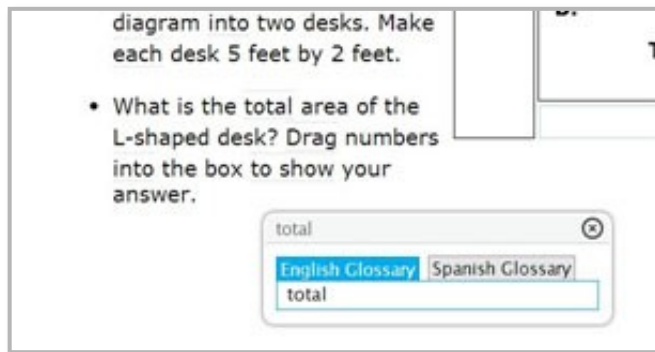 diagram into two desks. Make
each desk 5 feet by 2 feet.
• What is the total area of the
L-shaped desk? Drag numbers
into the box to show your
answer.
total
English Glossary Spanish Glossary
total